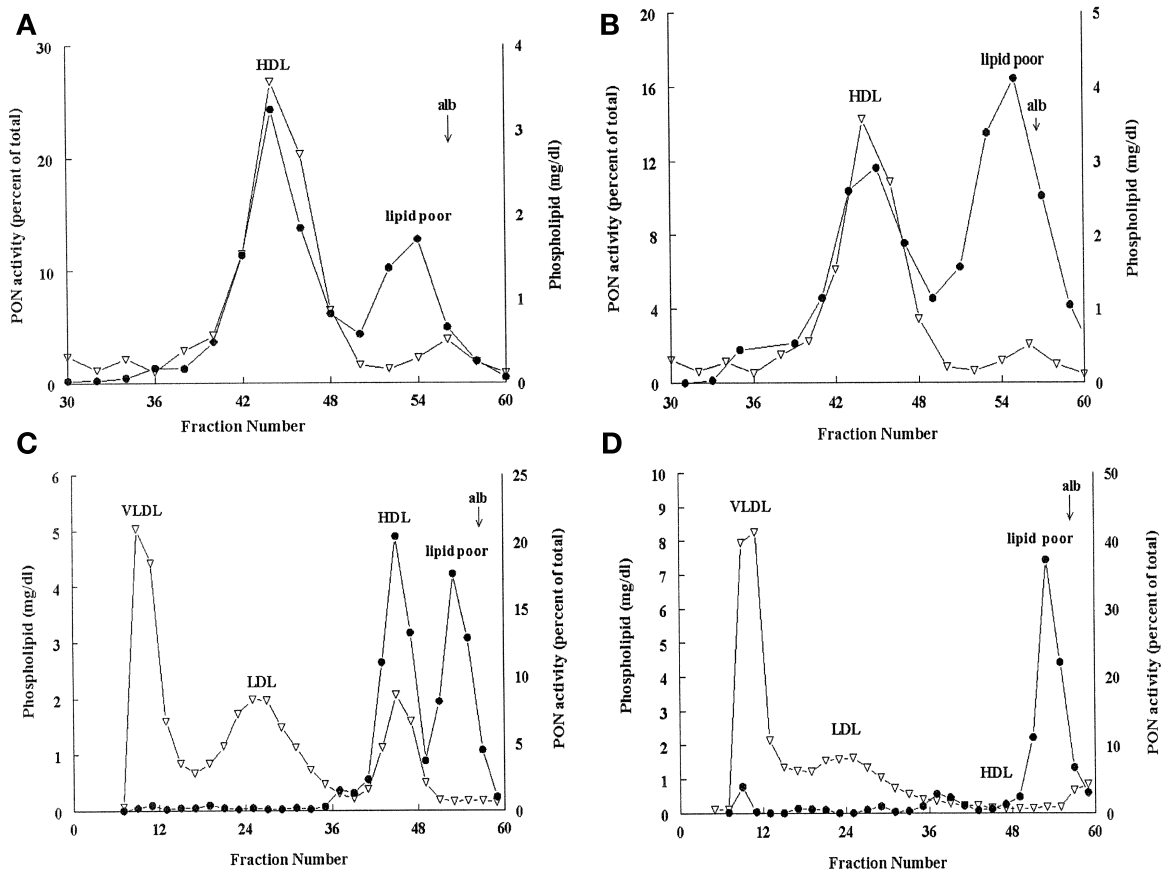 A
30
20
10
0
PON activity (percent of total)
HDL
lipid poor
alb
4
3
2
1
0
Phospholipid (mg/dl)
30 36 42 48 54 60
Fraction Number
B
20
16
12
8
4
0
PON activity (percent of total)
HDL
lipid poor
alb
5
4
3
2
1
0
Phospholipid (mg/dl)
30 36 42 48 54 60
Fraction Number
C
6
5
4
3
2
1
0
Phospholipid (mg/dl)
VLDL
LDL
HDL
lipid poor
alb
25
20
15
10
5
0
PON activity (percent of total)
0 12 24 36 48 60
Fraction Number
D
10
9
8
7
6
5
4
3
2
1
0
Phospholipid (mg/dl)
VLDL
LDL
HDL
lipid poor
alb
50
40
30
20
10
0
PON activity (percent of total)
0 12 24 36 48 60
Fraction Number